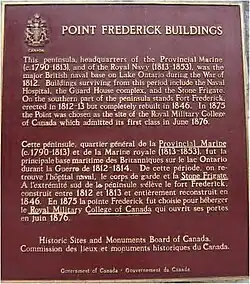 CANADA
POINT FREDERICK BUILDINGS
This peninsula, headquarters of the Provincial Marine
(c.1790-1813), and of the Royal Navy (1813-1853), was the
major British naval base on Lake Ontario during the War of
1812. Buildings surviving from this period include the Naval
Hospital, the Guard House complex, and the Stone Frigate.
On the southern part of the peninsula stands Fort Frederick,
erected in 1812-13 but completely rebuilt in 1846. In 1875
the Point was chosen as the site of the Royal Military College
of Canada which admitted its first class in June 1876.
Cette péninsule, quartier général de la Provincial Marine
(c.1790-1813) et de la Marine royale (1813-1853), fut la
principale base maritime des Britanniques sur le lac Ontario
durant la Guerre de 1812-1814. De cette période, on re-
trouve l'hôpital naval, le corps de garde et la Stone Frigate.
A l'extrémité sud de la péninsule s'élève le fort Frederick,
construit entre 1812 et 1813 et entièrement reconstruit en
1846. En 1875 la pointe Frederick fut choisie pour héberger
le Royal Military College of Canada qui ouvrit ses portes
en juin 1876.
Historic Sites and Monuments Board of Canada.
Commission des lieux et monuments historiques du Canada.
Government of Canada - Gouvernement du Canada